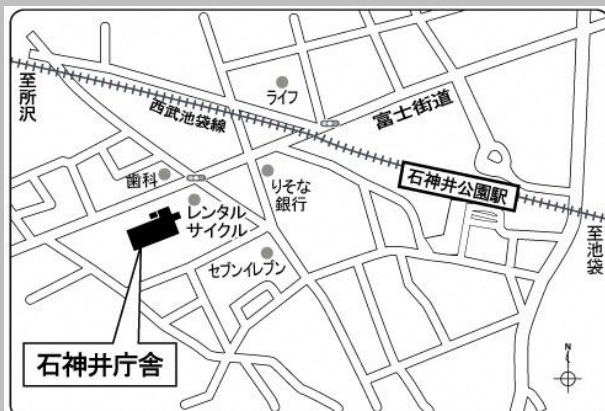 至所沢
ライフ
西武池袋線
富士街道
石神井公園駅
歯科
りそな
銀行
レンタル
サイクル
セブンイレブン
至池袋
石神井庁舎
N